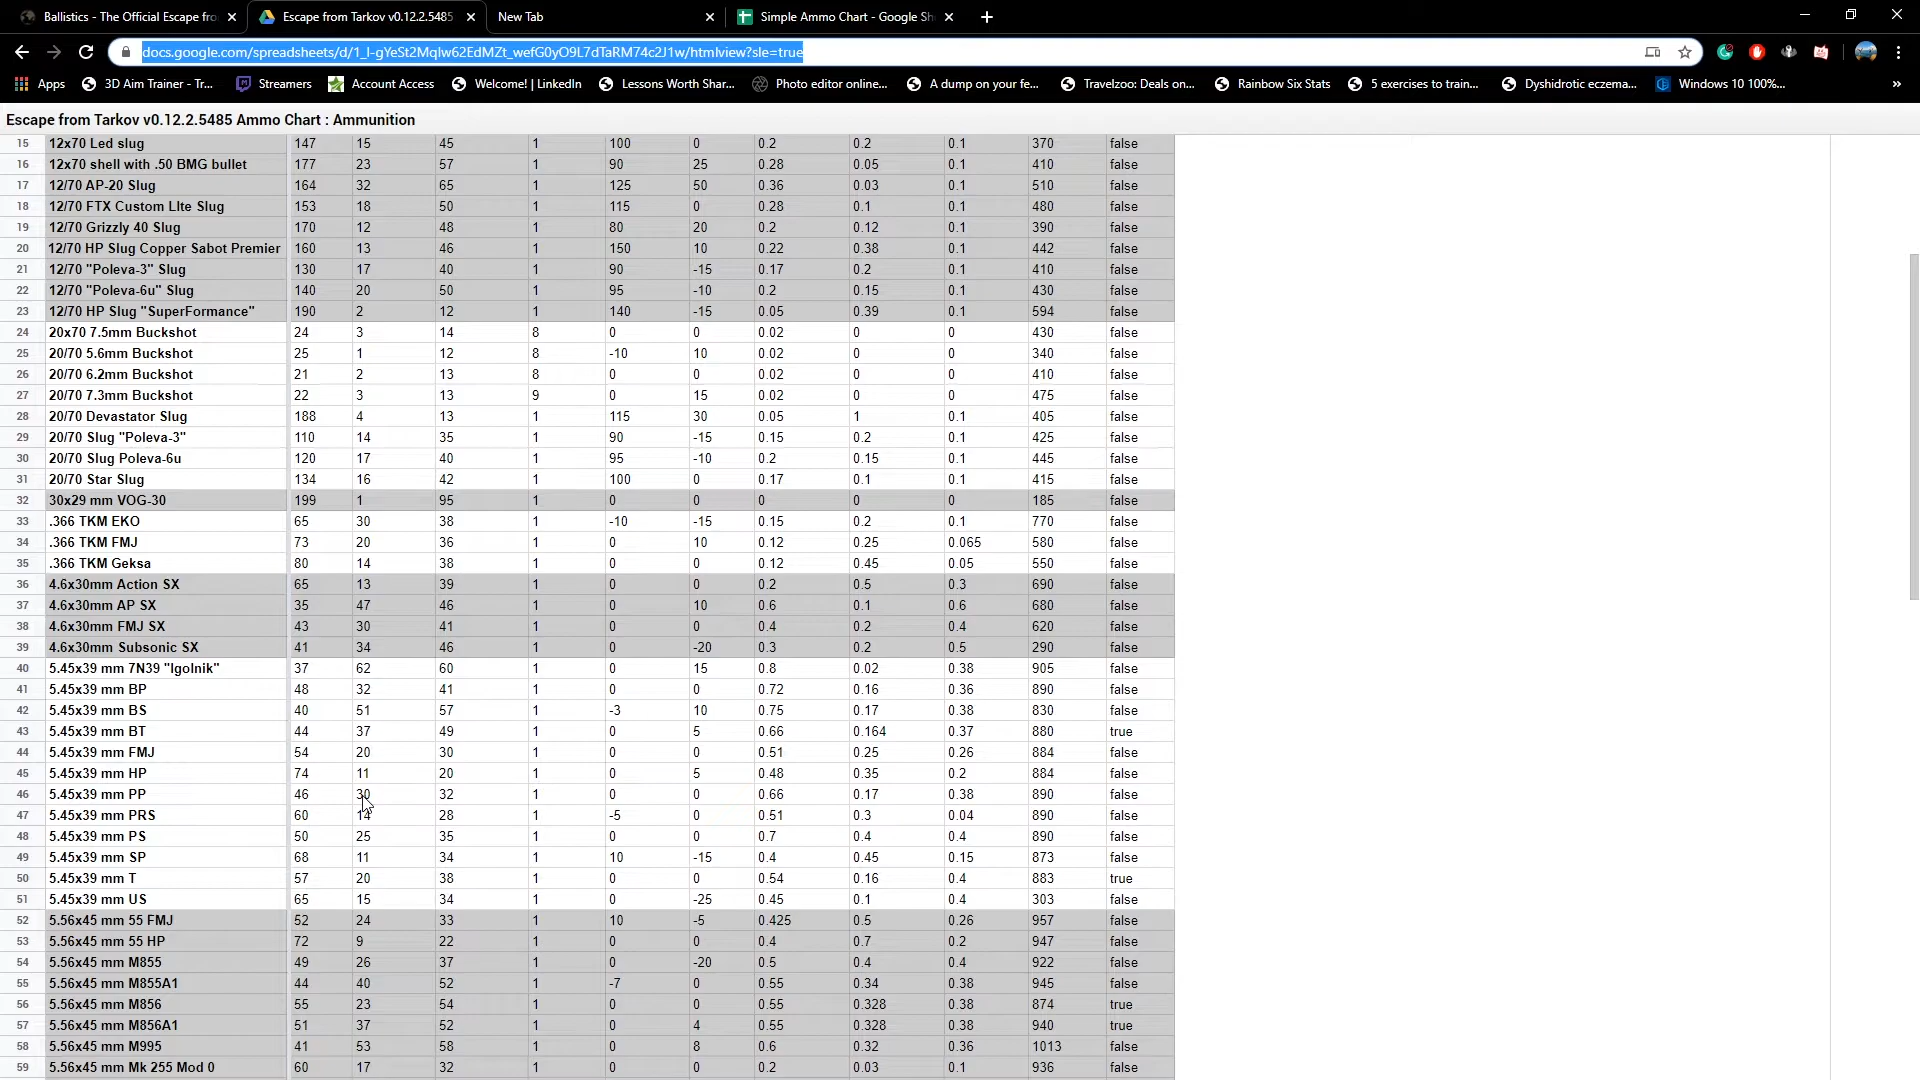 Ballistics - The Official Escape fro
Escape from Tarkov v0.12.2.5485
New Tab
Simple Ammo Chart - Google Sh
docs.google.com/spreadsheets/d/1_l-gYeSt2MqIw62EdMZt_wefG0yO9L7dTaRM74c2J1w/htmlview?sle=true
Apps 3D Aim Trainer - Tr... Streamers Account Access Welcome! | LinkedIn Lessons Worth Shar... Photo editor online... A dump on your fe... Travelzoo: Deals on... Rainbow Six Stats 5 exercises to train... Dyshidrotic eczema... Windows 10 100%... »
Escape from Tarkov v0.12.2.5485 Ammo Chart : Ammunition
15 12x70 Led slug 147 15 45 1 100 0 0.2 0.2 0.1 370 false
16 12x70 shell with .50 BMG bullet 177 23 57 1 90 25 0.28 0.05 0.1 410 false
17 12/70 AP-20 Slug 164 32 65 1 125 50 0.36 0.03 0.1 510 false
18 12/70 FTX Custom LIte Slug 153 18 50 1 115 0 0.28 0.1 0.1 480 false
19 12/70 Grizzly 40 Slug 170 12 48 1 80 20 0.2 0.12 0.1 390 false
20 12/70 HP Slug Copper Sabot Premier 160 13 46 1 150 10 0.22 0.38 0.1 442 false
21 12/70 "Poleva-3" Slug 130 17 40 1 90 -15 0.17 0.2 0.1 410 false
22 12/70 "Poleva-6u" Slug 140 20 50 1 95 -10 0.2 0.15 0.1 430 false
23 12/70 HP Slug "SuperFormance" 190 2 12 1 140 -15 0.05 0.39 0.1 594 false
24 20x70 7.5mm Buckshot 24 3 14 8 0 0 0.02 0 0 430 false
25 20/70 5.6mm Buckshot 25 1 12 8 -10 10 0.02 0 0 340 false
26 20/70 6.2mm Buckshot 21 2 13 8 0 0 0.02 0 0 410 false
27 20/70 7.3mm Buckshot 22 3 13 9 0 15 0.02 0 0 475 false
28 20/70 Devastator Slug 188 4 13 1 115 30 0.05 1 0.1 405 false
29 20/70 Slug "Poleva-3" 110 14 35 1 90 -15 0.15 0.2 0.1 425 false
30 20/70 Slug Poleva-6u 120 17 40 1 95 -10 0.2 0.15 0.1 445 false
31 20/70 Star Slug 134 16 42 1 100 0 0.17 0.1 0.1 415 false
32 30x29 mm VOG-30 199 1 95 1 0 0 0 0 0 185 false
33 .366 TKM EKO 65 30 38 1 -10 -15 0.15 0.2 0.1 770 false
34 .366 TKM FMJ 73 20 36 1 0 10 0.12 0.25 0.065 580 false
35 .366 TKM Geksa 80 14 38 1 0 0 0.12 0.45 0.05 550 false
36 4.6x30mm Action SX 65 13 39 1 0 0 0.2 0.5 0.3 690 false
37 4.6x30mm AP SX 35 47 46 1 0 10 0.6 0.1 0.6 680 false
38 4.6x30mm FMJ SX 43 30 41 1 0 0 0.4 0.2 0.4 620 false
39 4.6x30mm Subsonic SX 41 34 46 1 0 -20 0.3 0.2 0.5 290 false
40 5.45x39 mm 7N39 "Igolnik" 37 62 60 1 0 15 0.8 0.02 0.38 905 false
41 5.45x39 mm BP 48 32 41 1 0 0 0.72 0.16 0.36 890 false
42 5.45x39 mm BS 40 51 57 1 -3 10 0.75 0.17 0.38 830 false
43 5.45x39 mm BT 44 37 49 1 0 5 0.66 0.164 0.37 880 true
44 5.45x39 mm FMJ 54 20 30 1 0 0 0.51 0.25 0.26 884 false
45 5.45x39 mm HP 74 11 20 1 0 5 0.48 0.35 0.2 884 false
46 5.45x39 mm PP 46 30 32 1 0 0 0.66 0.17 0.38 890 false
47 5.45x39 mm PRS 60 14 28 1 -5 0 0.51 0.3 0.04 890 false
48 5.45x39 mm PS 50 25 35 1 0 0 0.7 0.4 0.4 890 false
49 5.45x39 mm SP 68 11 34 1 10 -15 0.4 0.45 0.15 873 false
50 5.45x39 mm T 57 20 38 1 0 0 0.54 0.16 0.4 883 true
51 5.45x39 mm US 65 15 34 1 0 -25 0.45 0.1 0.4 303 false
52 5.56x45 mm 55 FMJ 52 24 33 1 10 -5 0.425 0.5 0.26 957 false
53 5.56x45 mm 55 HP 72 9 22 1 0 0 0.4 0.7 0.2 947 false
54 5.56x45 mm M855 49 26 37 1 0 -20 0.5 0.4 0.4 922 false
55 5.56x45 mm M855A1 44 40 52 1 -7 0 0.55 0.34 0.38 945 false
56 5.56x45 mm M856 55 23 54 1 0 0 0.55 0.328 0.38 874 true
57 5.56x45 mm M856A1 51 37 52 1 0 4 0.55 0.328 0.38 940 true
58 5.56x45 mm M995 41 53 58 1 0 8 0.6 0.32 0.36 1013 false
59 5.56x45 mm Mk 255 Mod 0 60 17 32 1 0 0 0.2 0.03 0.1 936 false